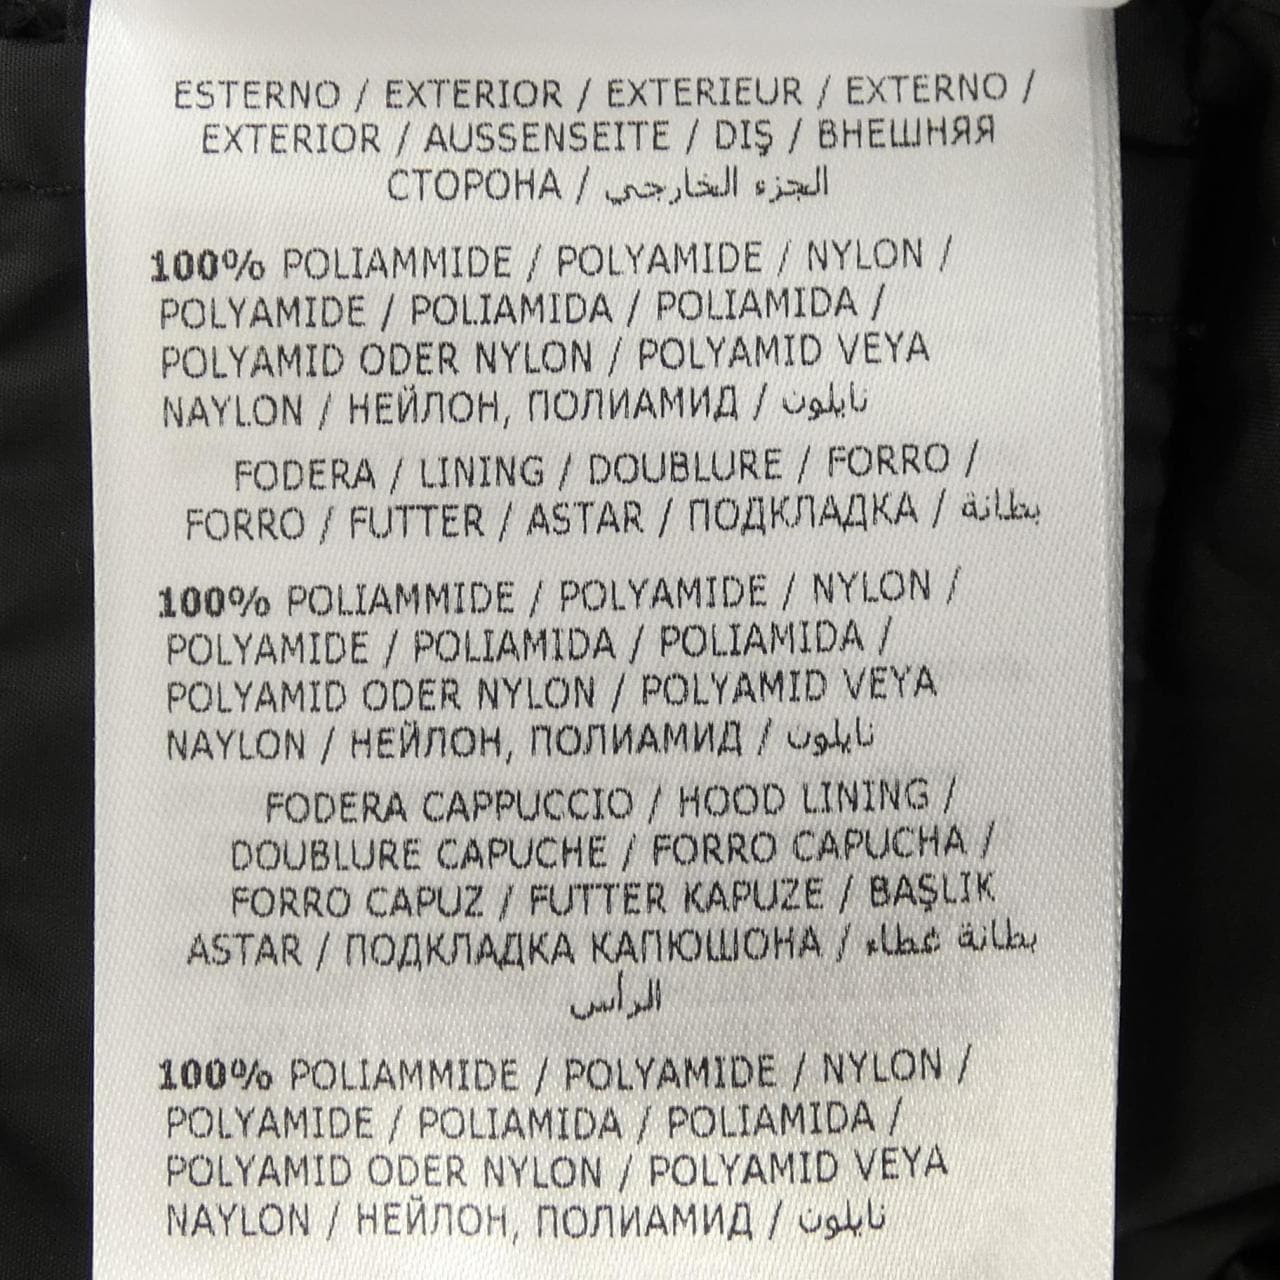 ESTERNO / EXTERIOR / EXTERIEUR / EXTERNO /
EXTERIOR / AUSSENSEITE / DIŞ / ВНЕШНЯЯ
СТОРОНА / الجزء الخارجي
100% POLIAMMIDE / POLYAMIDE / NYLON /
POLYAMIDE / POLIAMIDA / POLIAMIDA /
POLYAMID ODER NYLON / POLYAMID VEYA
NAYLON / НЕЙЛОН, ПОЛИАМИД / نايلون
FODERA / LINING / DOUBLURE / FORRO /
FORRO / FUTTER / ASTAR / ПОДКЛАДКА / بطانة
100% POLIAMMIDE / POLYAMIDE / NYLON /
POLYAMIDE / POLIAMIDA / POLIAMIDA /
POLYAMID ODER NYLON / POLYAMID VEYA
NAYLON / НЕЙЛОН, ПОЛИАМИД / نايلون
FODERA CAPPUCCIO / HOOD LINING /
DOUBLURE CAPUCHE / FORRO CAPUCHA /
FORRO CAPUZ / FUTTER KAPUZE / BAŞLIK
ASTAR / ПОДКЛАДКА КАПЮШОНА / بطانة غطاء
الرأس
100% POLIAMMIDE / POLYAMIDE / NYLON /
POLYAMIDE / POLIAMIDA / POLIAMIDA /
POLYAMID ODER NYLON / POLYAMID VEYA
NAYLON / НЕЙЛОН, ПОЛИАМИД / نايلون